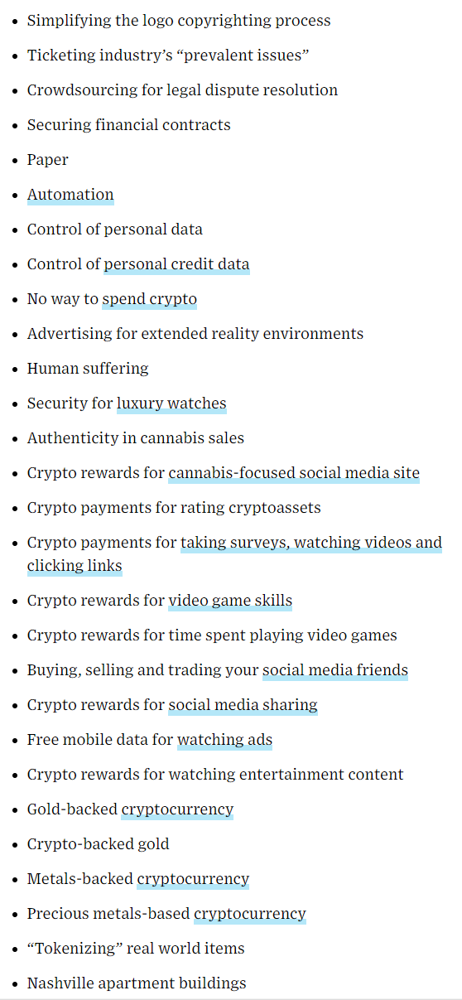 Simplifying the logo copyrighting process
Ticketing industry’s “prevalent issues”
Crowdsourcing for legal dispute resolution
Securing financial contracts
Paper
Automation
Control of personal data
Control of personal credit data
No way to spend crypto
Advertising for extended reality environments
Human suffering
Security for luxury watches
Authenticity in cannabis sales
Crypto rewards for cannabis-focused social media site
Crypto payments for rating cryptoassets
Crypto payments for taking surveys, watching videos and
clicking links
Crypto rewards for video game skills
Crypto rewards for time spent playing video games
Buying, selling and trading your social media friends
Crypto rewards for social media sharing
Free mobile data for watching ads
Crypto rewards for watching entertainment content
Gold-backed cryptocurrency
Crypto-backed gold
Metals-backed cryptocurrency
Precious metals-based cryptocurrency
“Tokenizing” real world items
Nashville apartment buildings